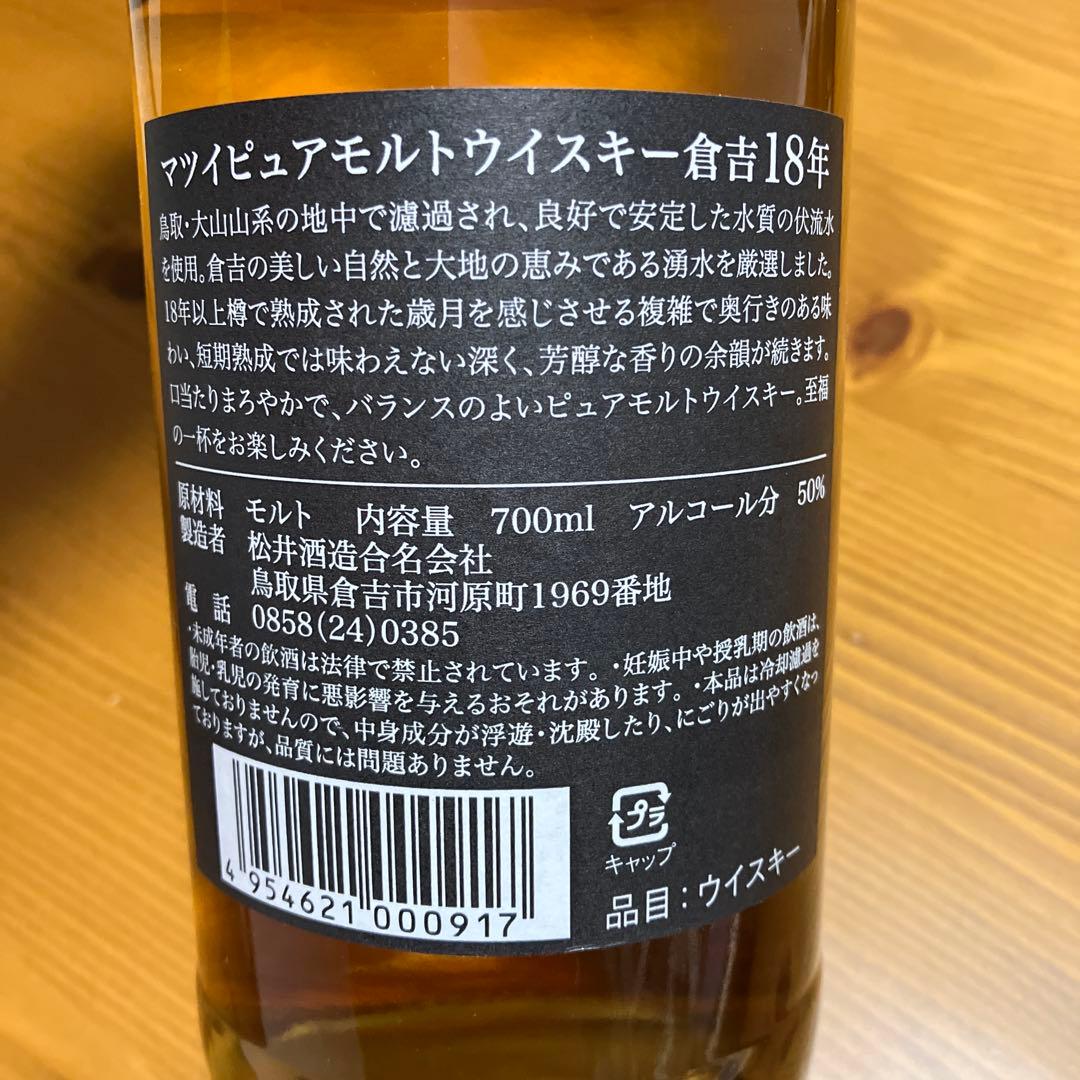 マツイピュアモルトウイスキー倉吉18年
鳥取・大山山系の地中で濾過され、良好で安定した水質の伏流水
を使用。倉吉の美しい自然と大地の恵みである湧水を厳選しました。
18年以上樽で熟成された歳月を感じさせる複雑で奥行きのある味
わい、短期熟成では味わえない深く、芳醇な香りの余韻が続きます。
口当たりまろやかで、バランスのよいピュアモルトウイスキー。至福
の一杯をお楽しみください。
原材料 モルト 内容量 700ml アルコール分 50%
製造者 松井酒造合名会社
鳥取県倉吉市河原町1969番地
電話 0858(24)0385
・未成年者の飲酒は法律で禁止されています。・妊娠中や授乳期の飲酒は、
胎児・乳児の発育に悪影響を与えるおそれがあります。・本品は冷却濾過を
施しておりませんので、中身成分が浮遊・沈殿したり、にごりが出やすくなっ
ておりますが、品質には問題ありません。
プラ
キャップ
4 954621 000917
品目：ウイスキー